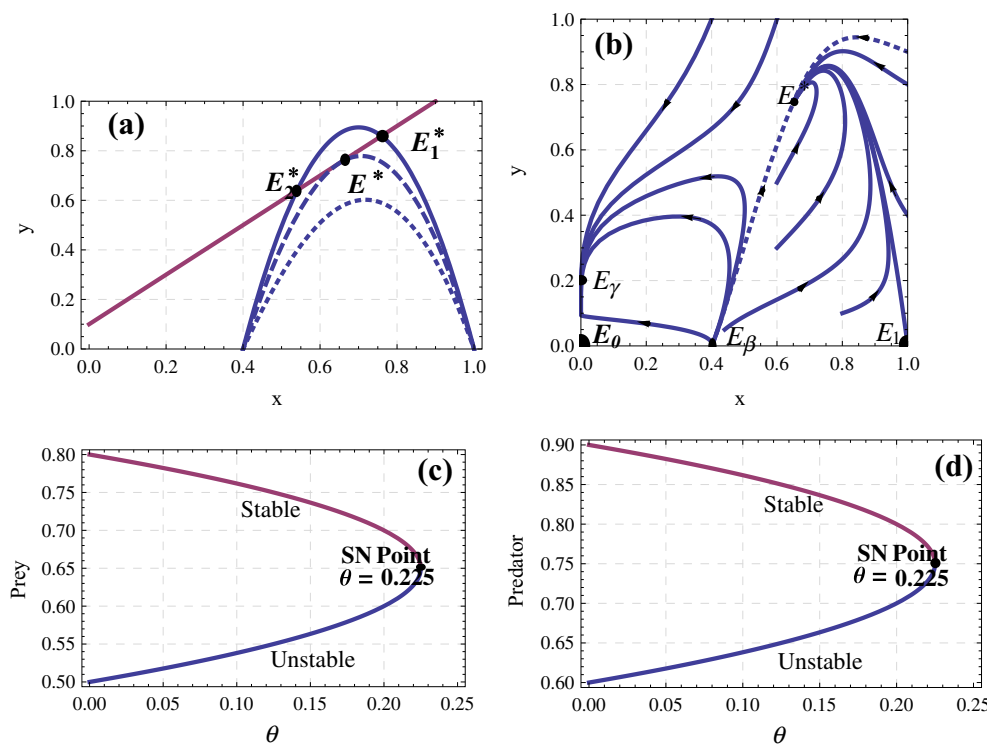 (a)
1.0
0.8
0.6
0.4
0.2
0.0
y
E*1
E*
E*2
0.0 0.2 0.4 0.6 0.8 1.0
x
(b)
1.0
0.8
0.6
0.4
0.2
0.0
y
E*
Eγ
E0
Eβ
E1
0.0 0.2 0.4 0.6 0.8 1.0
x
(c)
0.80
0.75
0.70
0.65
0.60
0.55
0.50
Prey
Stable
SN Point
θ = 0.225
Unstable
0.00 0.05 0.10 0.15 0.20 0.25
θ
(d)
0.90
0.85
0.80
0.75
0.70
0.65
0.60
Predator
Stable
SN Point
θ = 0.225
Unstable
0.00 0.05 0.10 0.15 0.20 0.25
θ